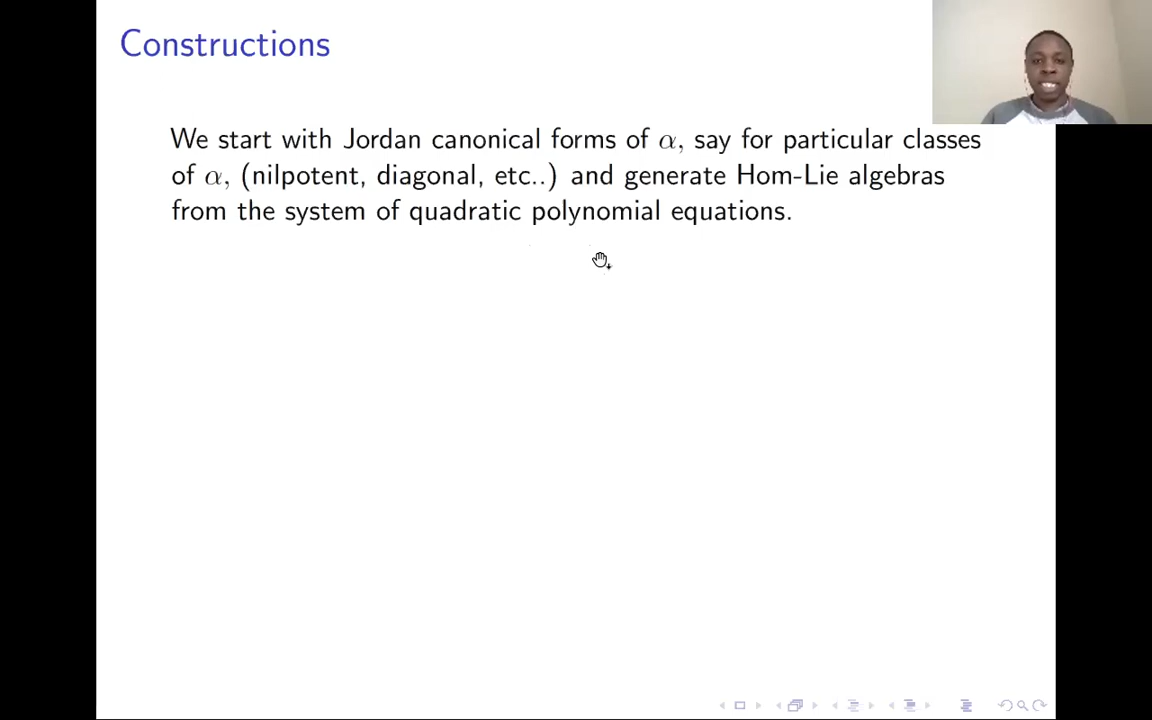 Constructions
We start with Jordan canonical forms of α, say for particular classes
of α, (nilpotent, diagonal, etc..) and generate Hom-Lie algebras
from the system of quadratic polynomial equations.